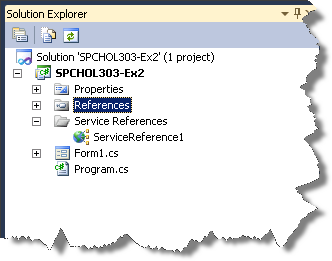 Solution Explorer
Solution 'SPCHOL303-Ex2' (1 project)
SPCHOL303-Ex2
Properties
References
Service References
ServiceReference1
Form1.cs
Program.cs